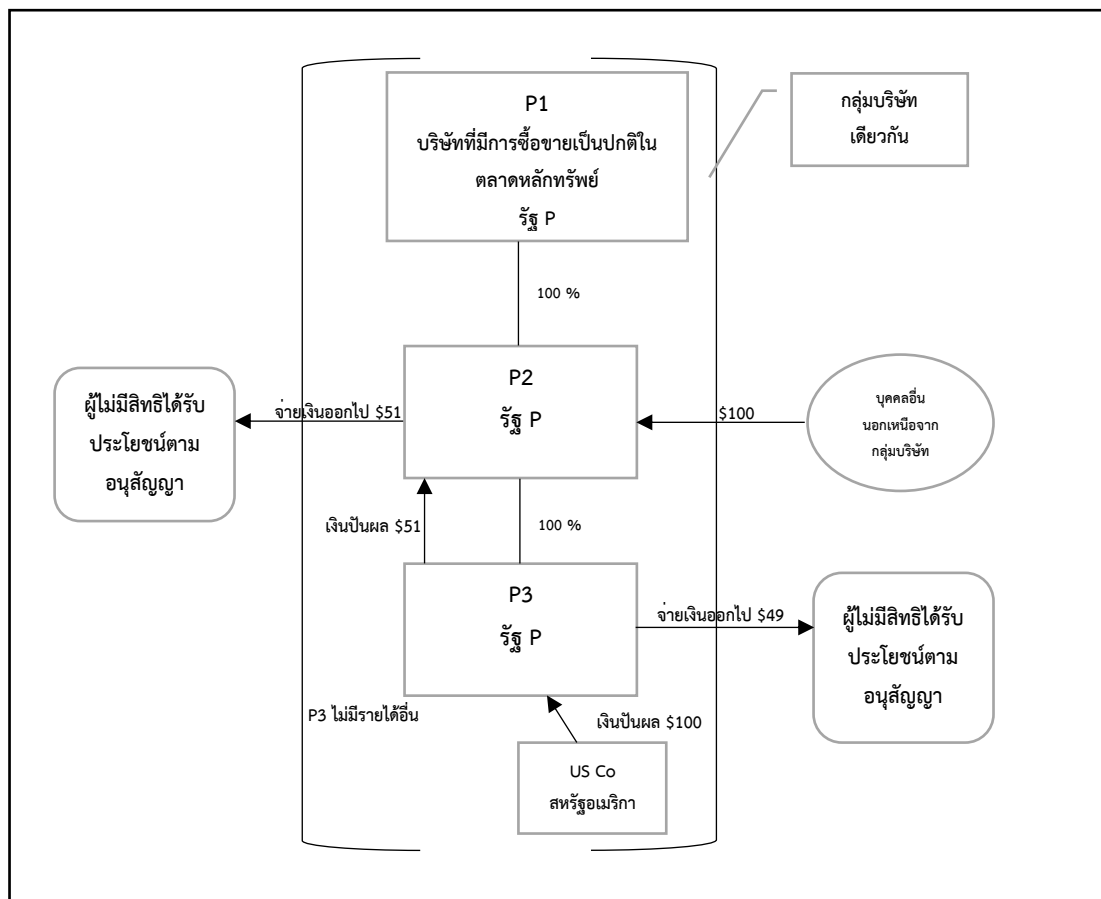 P1
บริษัทที่มีการซื้อขายเป็นปกติใน
ตลาดหลักทรัพย์
รัฐ P
กลุ่มบริษัท
เดียวกัน
100 %
P2
รัฐ P
ผู้ไม่มีสิทธิได้รับ
ประโยชน์ตาม
อนุสัญญา
จ่ายเงินออกไป $51
$100
บุคคลอื่น
นอกเหนือจาก
กลุ่มบริษัท
เงินปันผล $51
100 %
P3
รัฐ P
จ่ายเงินออกไป $49
ผู้ไม่มีสิทธิได้รับ
ประโยชน์ตาม
อนุสัญญา
P3 ไม่มีรายได้อื่น
เงินปันผล $100
US Co
สหรัฐอเมริกา